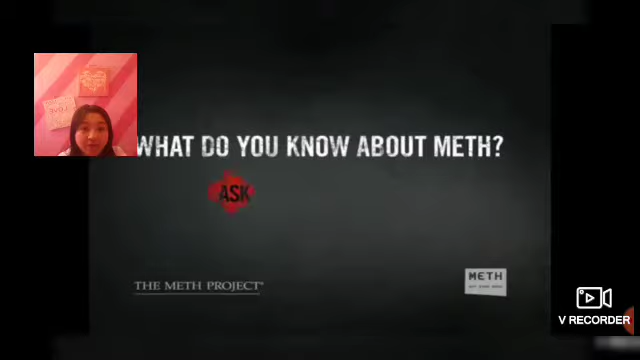 WHAT DO YOU KNOW ABOUT METH?
ASK
THE METH PROJECT
METH
V RECORDER